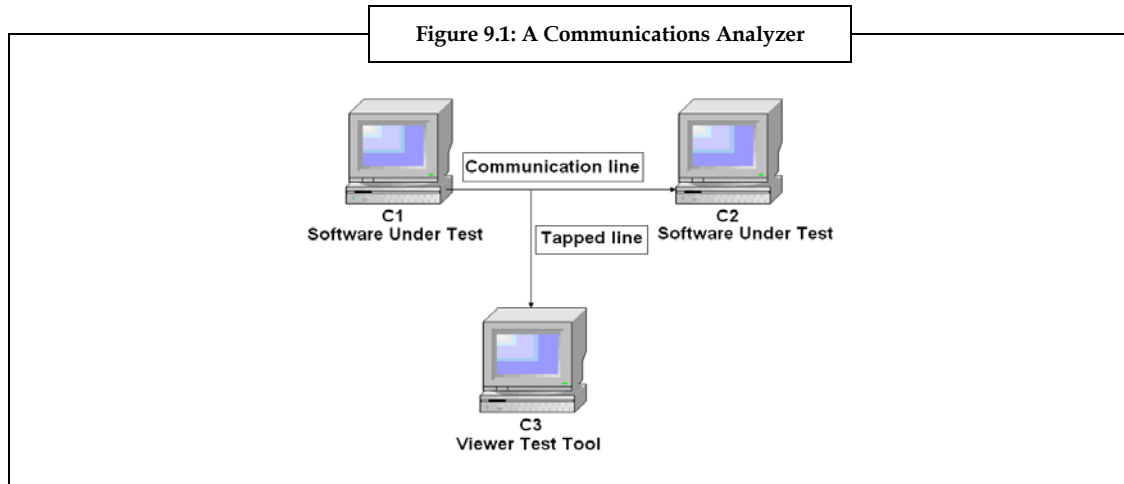 Figure 9.1: A Communications Analyzer
Communication line
C1
Software Under Test
C2
Software Under Test
Tapped line
C3
Viewer Test Tool